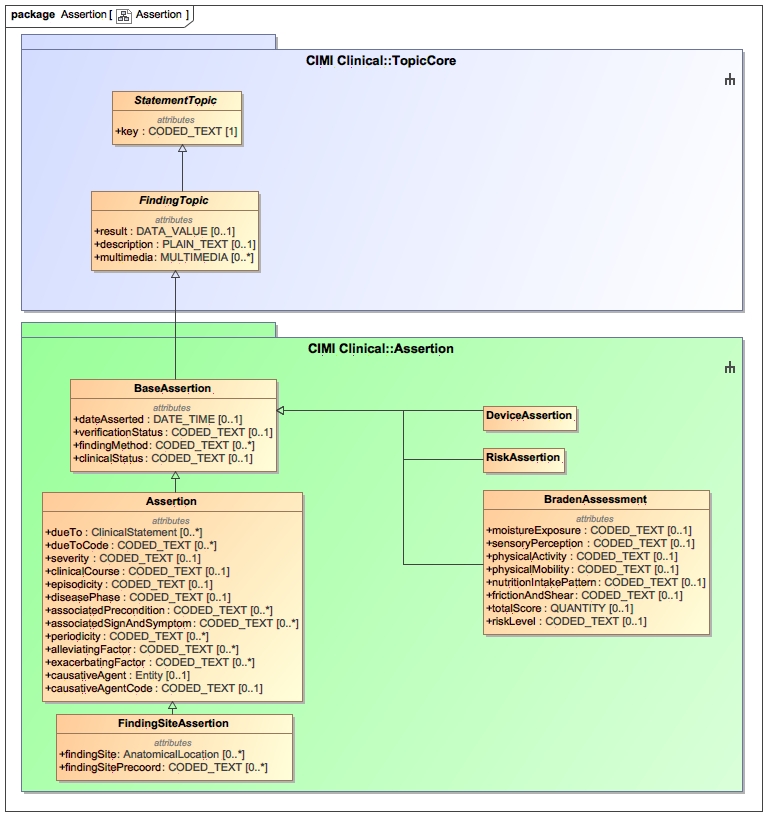 package Assertion [ Assertion ]
CIMI Clinical::TopicCore
StatementTopic
attributes
+key : CODED_TEXT [1]
FindingTopic
attributes
+result : DATA_VALUE [0..1]
+description : PLAIN_TEXT [0..1]
+multimedia : MULTIMEDIA [0..*]
CIMI Clinical::Assertion
BaseAssertion
attributes
+dateAsserted : DATE_TIME [0..1]
+verificationStatus : CODED_TEXT [0..1]
+findingMethod : CODED_TEXT [0..*]
+clinicalStatus : CODED_TEXT [0..1]
DeviceAssertion
RiskAssertion
Assertion
attributes
+dueTo : ClinicalStatement [0..*]
+dueToCode : CODED_TEXT [0..*]
+severity : CODED_TEXT [0..1]
+clinicalCourse : CODED_TEXT [0..1]
+episodicity : CODED_TEXT [0..1]
+diseasePhase : CODED_TEXT [0..1]
+associatedPrecondition : CODED_TEXT [0..*]
+associatedSignAndSymptom : CODED_TEXT [0..*]
+periodicity : CODED_TEXT [0..*]
+alleviatingFactor : CODED_TEXT [0..*]
+exacerbatingFactor : CODED_TEXT [0..*]
+causativeAgent : Entity [0..1]
+causativeAgentCode : CODED_TEXT [0..1]
BradenAssessment
attributes
+moistureExposure : CODED_TEXT [0..1]
+sensoryPerception : CODED_TEXT [0..1]
+physicalActivity : CODED_TEXT [0..1]
+physicalMobility : CODED_TEXT [0..1]
+nutritionIntakePattern : CODED_TEXT [0..1]
+frictionAndShear : CODED_TEXT [0..1]
+totalScore : QUANTITY [0..1]
+riskLevel : CODED_TEXT [0..1]
FindingSiteAssertion
attributes
+findingSite : AnatomicalLocation [0..*]
+findingSitePrecoord : CODED_TEXT [0..*]